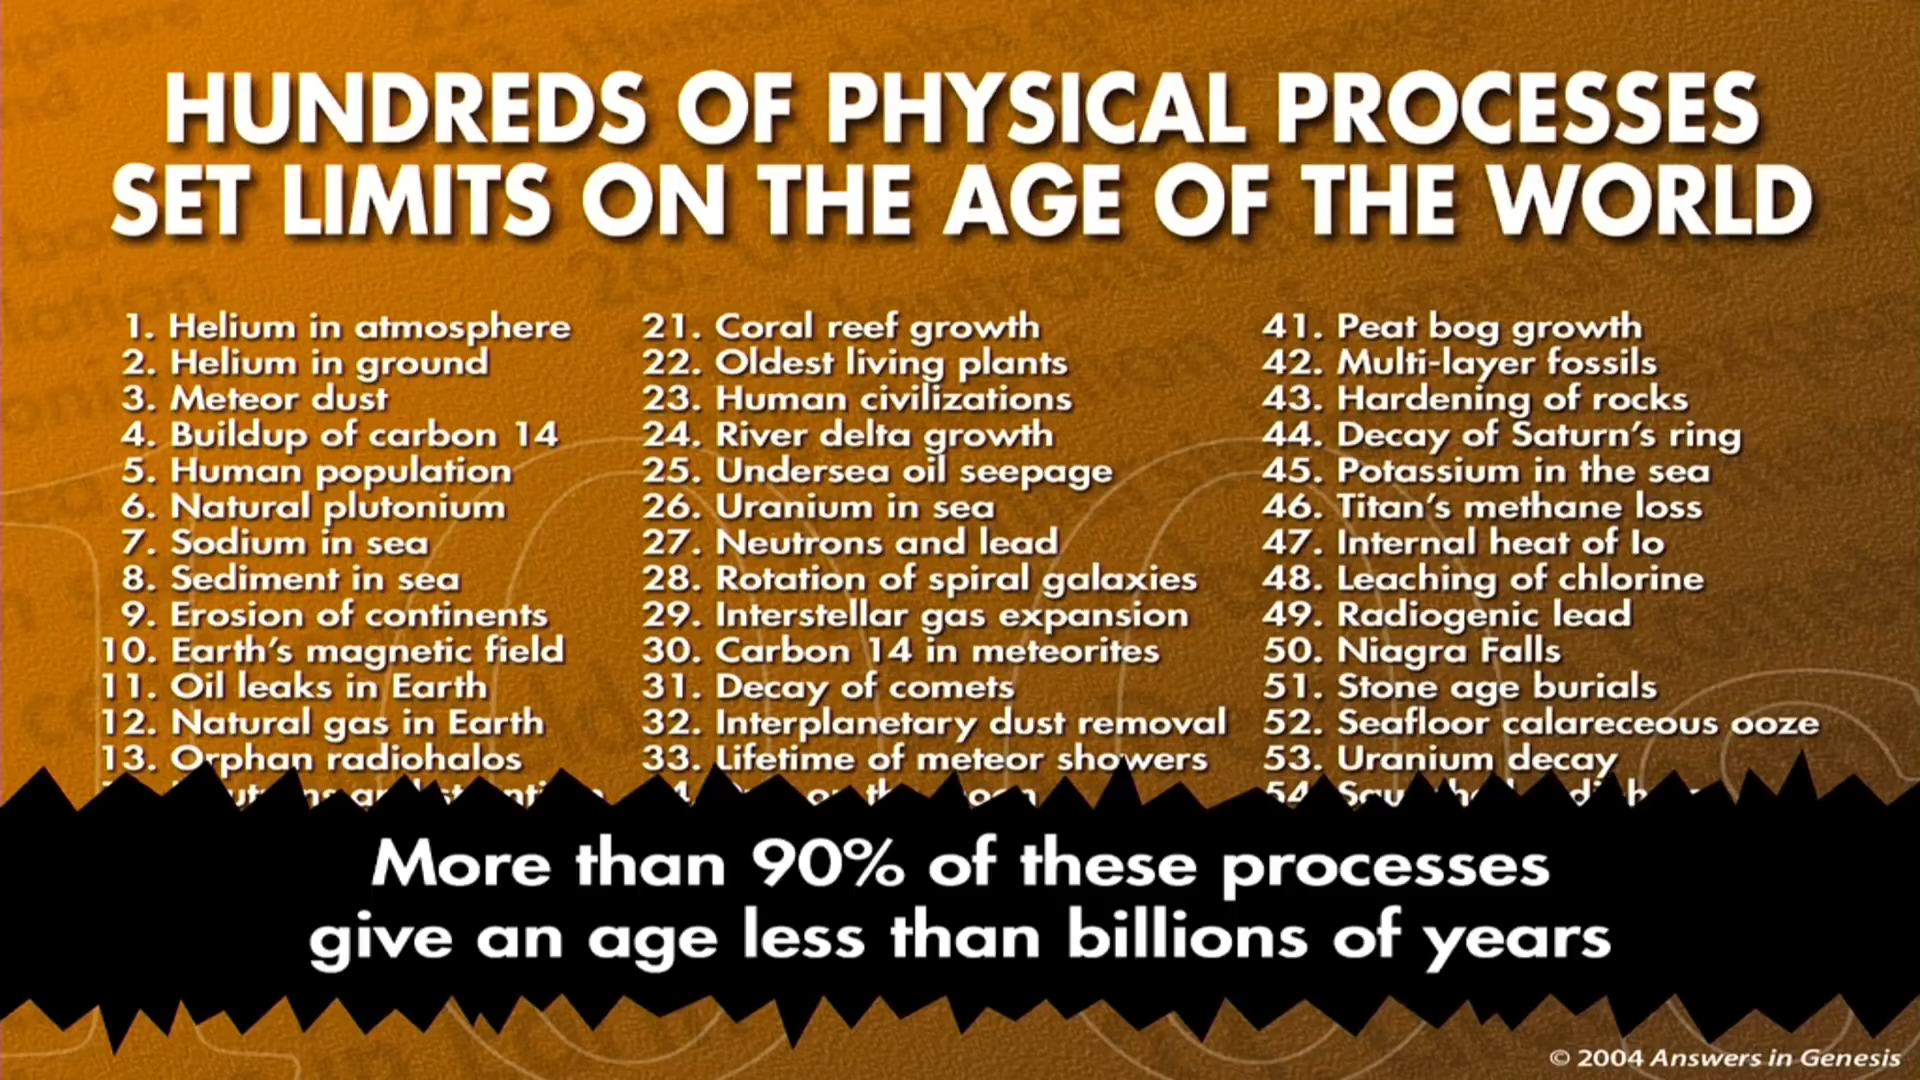 HUNDREDS OF PHYSICAL PROCESSES
SET LIMITS ON THE AGE OF THE WORLD
1. Helium in atmosphere
2. Helium in ground
3. Meteor dust
4. Buildup of carbon 14
5. Human population
6. Natural plutonium
7. Sodium in sea
8. Sediment in sea
9. Erosion of continents
10. Earth's magnetic field
11. Oil leaks in Earth
12. Natural gas in Earth
13. Orphan radiohalos
21. Coral reef growth
22. Oldest living plants
23. Human civilizations
24. River delta growth
25. Undersea oil seepage
26. Uranium in sea
27. Neutrons and lead
28. Rotation of spiral galaxies
29. Interstellar gas expansion
30. Carbon 14 in meteorites
31. Decay of comets
32. Interplanetary dust removal
33. Lifetime of meteor showers
41. Peat bog growth
42. Multi-layer fossils
43. Hardening of rocks
44. Decay of Saturn's ring
45. Potassium in the sea
46. Titan's methane loss
47. Internal heat of Io
48. Leaching of chlorine
49. Radiogenic lead
50. Niagra Falls
51. Stone age burials
52. Seafloor calareceous ooze
53. Uranium decay
54.
More than 90% of these processes
give an age less than billions of years
© 2004 Answers in Genesis